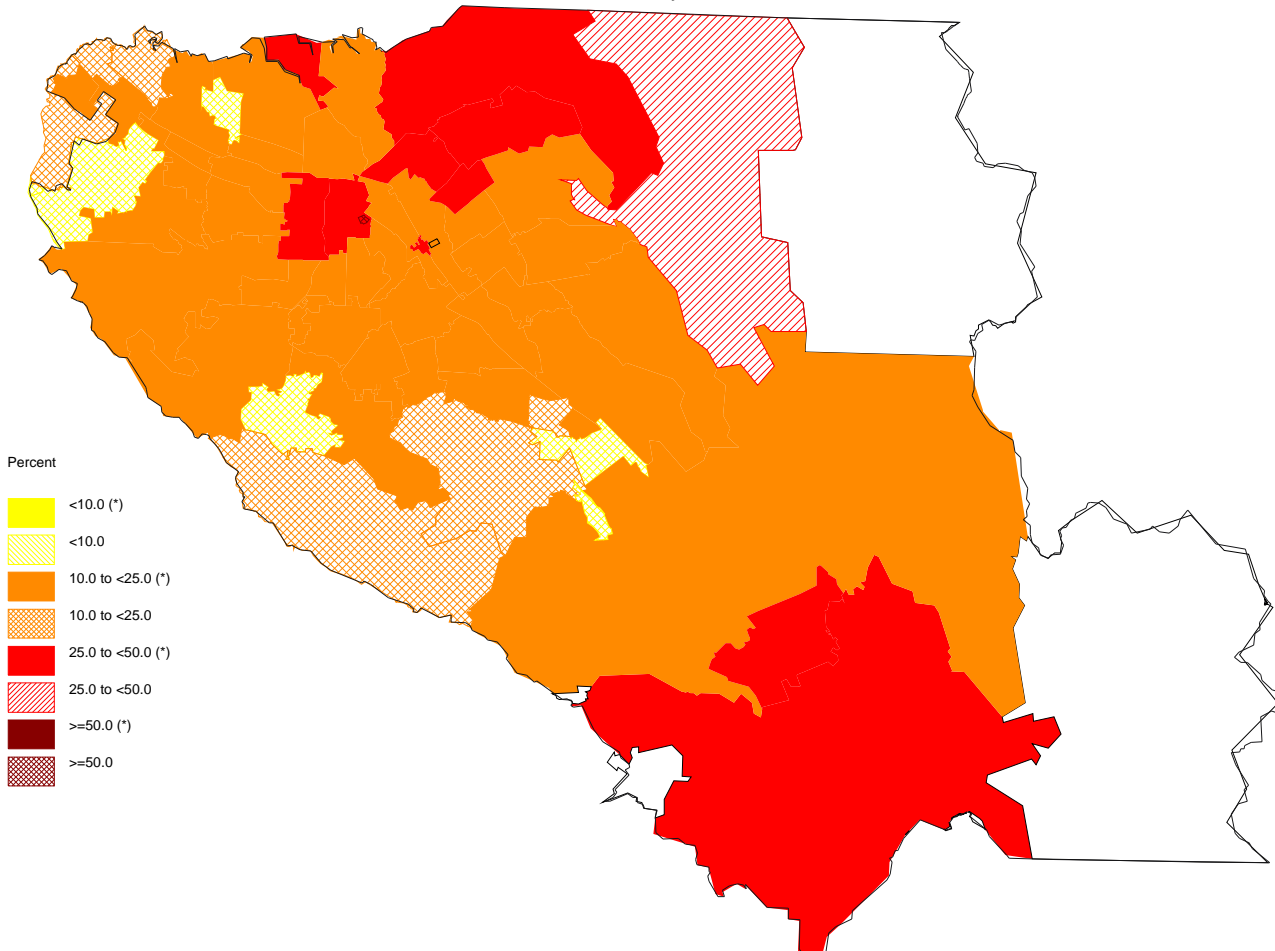 Percent
<10.0 (*)
<10.0
10.0 to <25.0 (*)
10.0 to <25.0
25.0 to <50.0 (*)
25.0 to <50.0
>=50.0 (*)
>=50.0